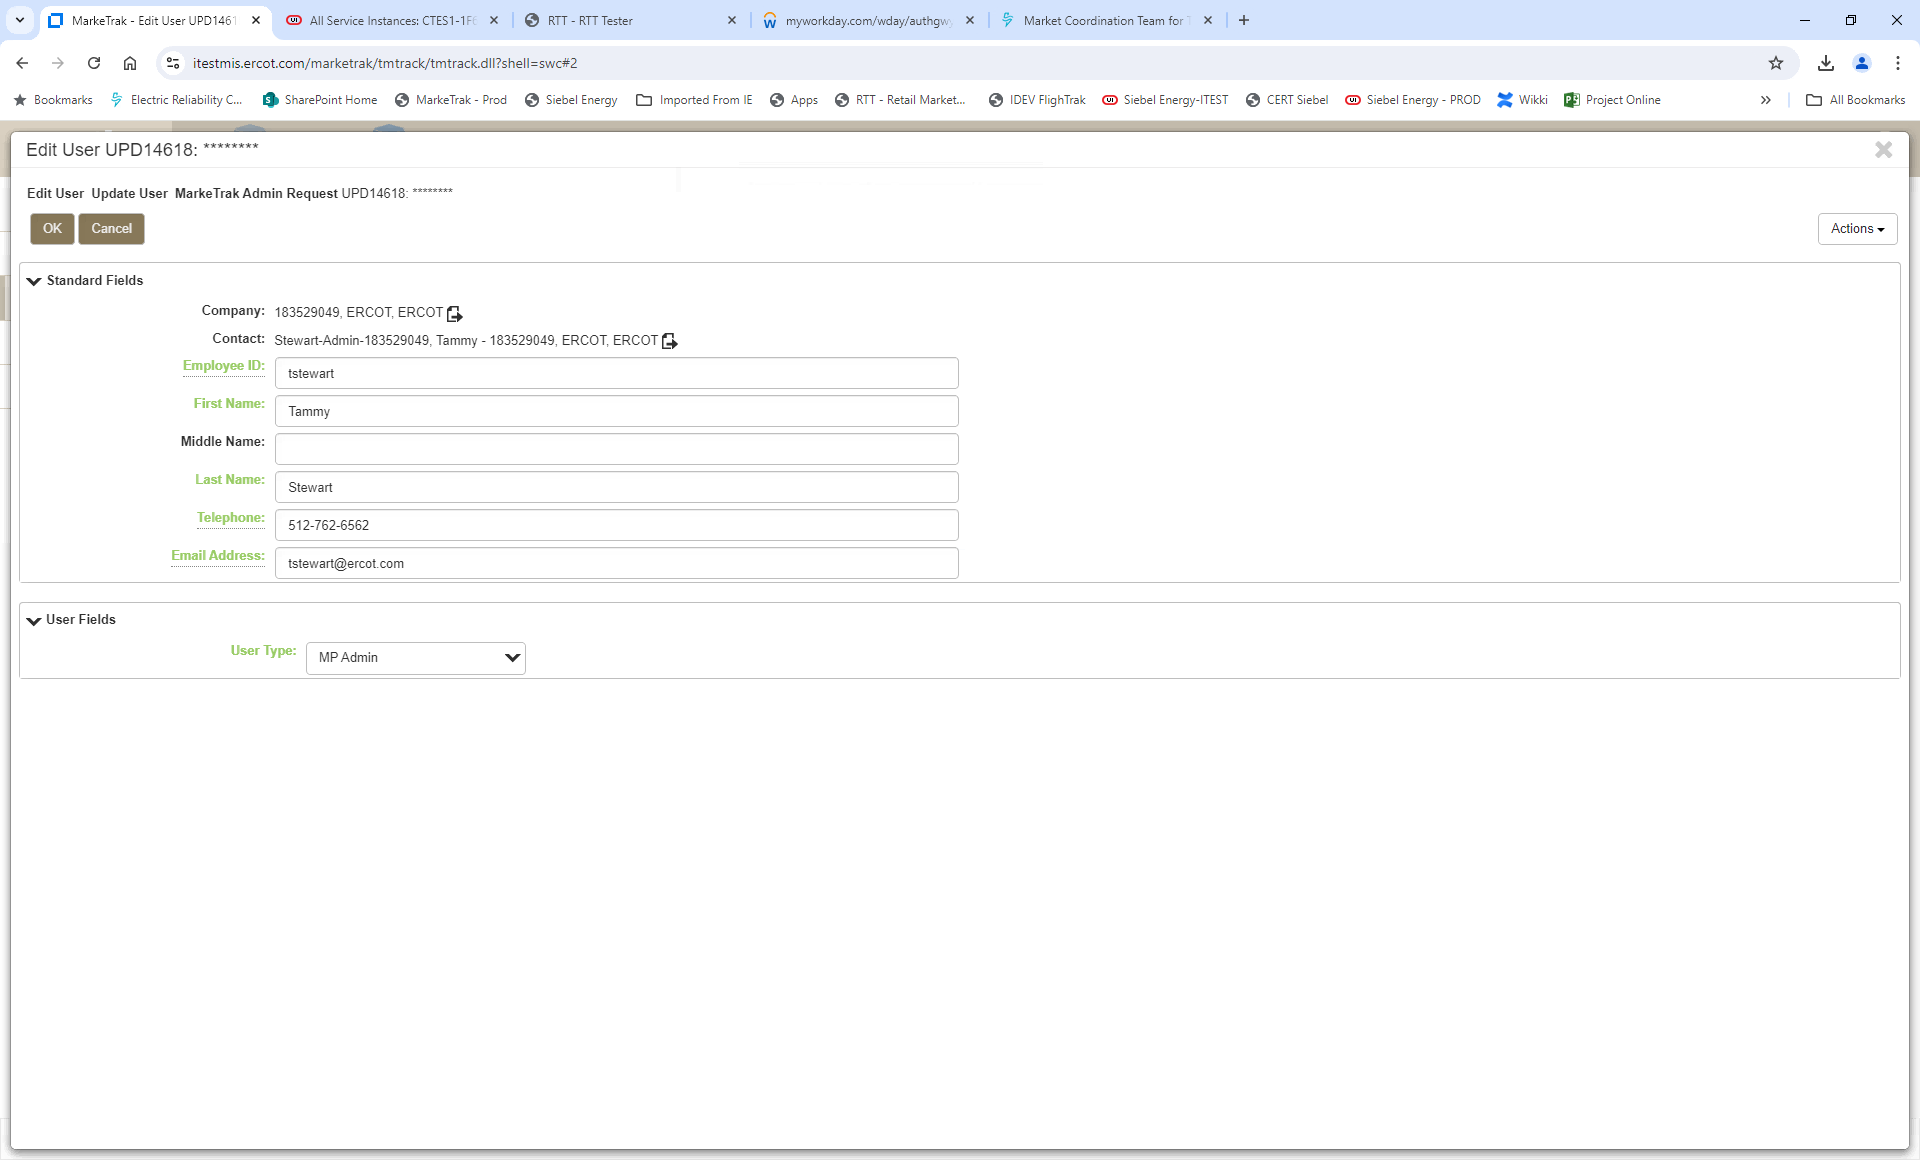 MarkeTrak - Edit User UPD1461
All Service Instances: CTES1-1F6
RTT - RTT Tester
myworkday.com/wday/authgw
Market Coordination Team for T
itestmis.ercot.com/marketrak/tmtrack/tmtrack.dll?shell=swc#2
Bookmarks
Electric Reliability C...
SharePoint Home
MarkeTrak - Prod
Siebel Energy
Imported From IE
Apps
RTT - Retail Market...
IDEV FlighTrak
Siebel Energy-ITEST
CERT Siebel
Siebel Energy - PROD
Wikki
Project Online
All Bookmarks
Edit User UPD14618: ********
Edit User Update User MarkeTrak Admin Request UPD14618: ********
OK
Cancel
Actions
Standard Fields
Company: 183529049, ERCOT, ERCOT
Contact: Stewart-Admin-183529049, Tammy - 183529049, ERCOT, ERCOT
Employee ID: tstewart
First Name: Tammy
Middle Name:
Last Name: Stewart
Telephone: 512-762-6562
Email Address: tstewart@ercot.com
User Fields
User Type: MP Admin